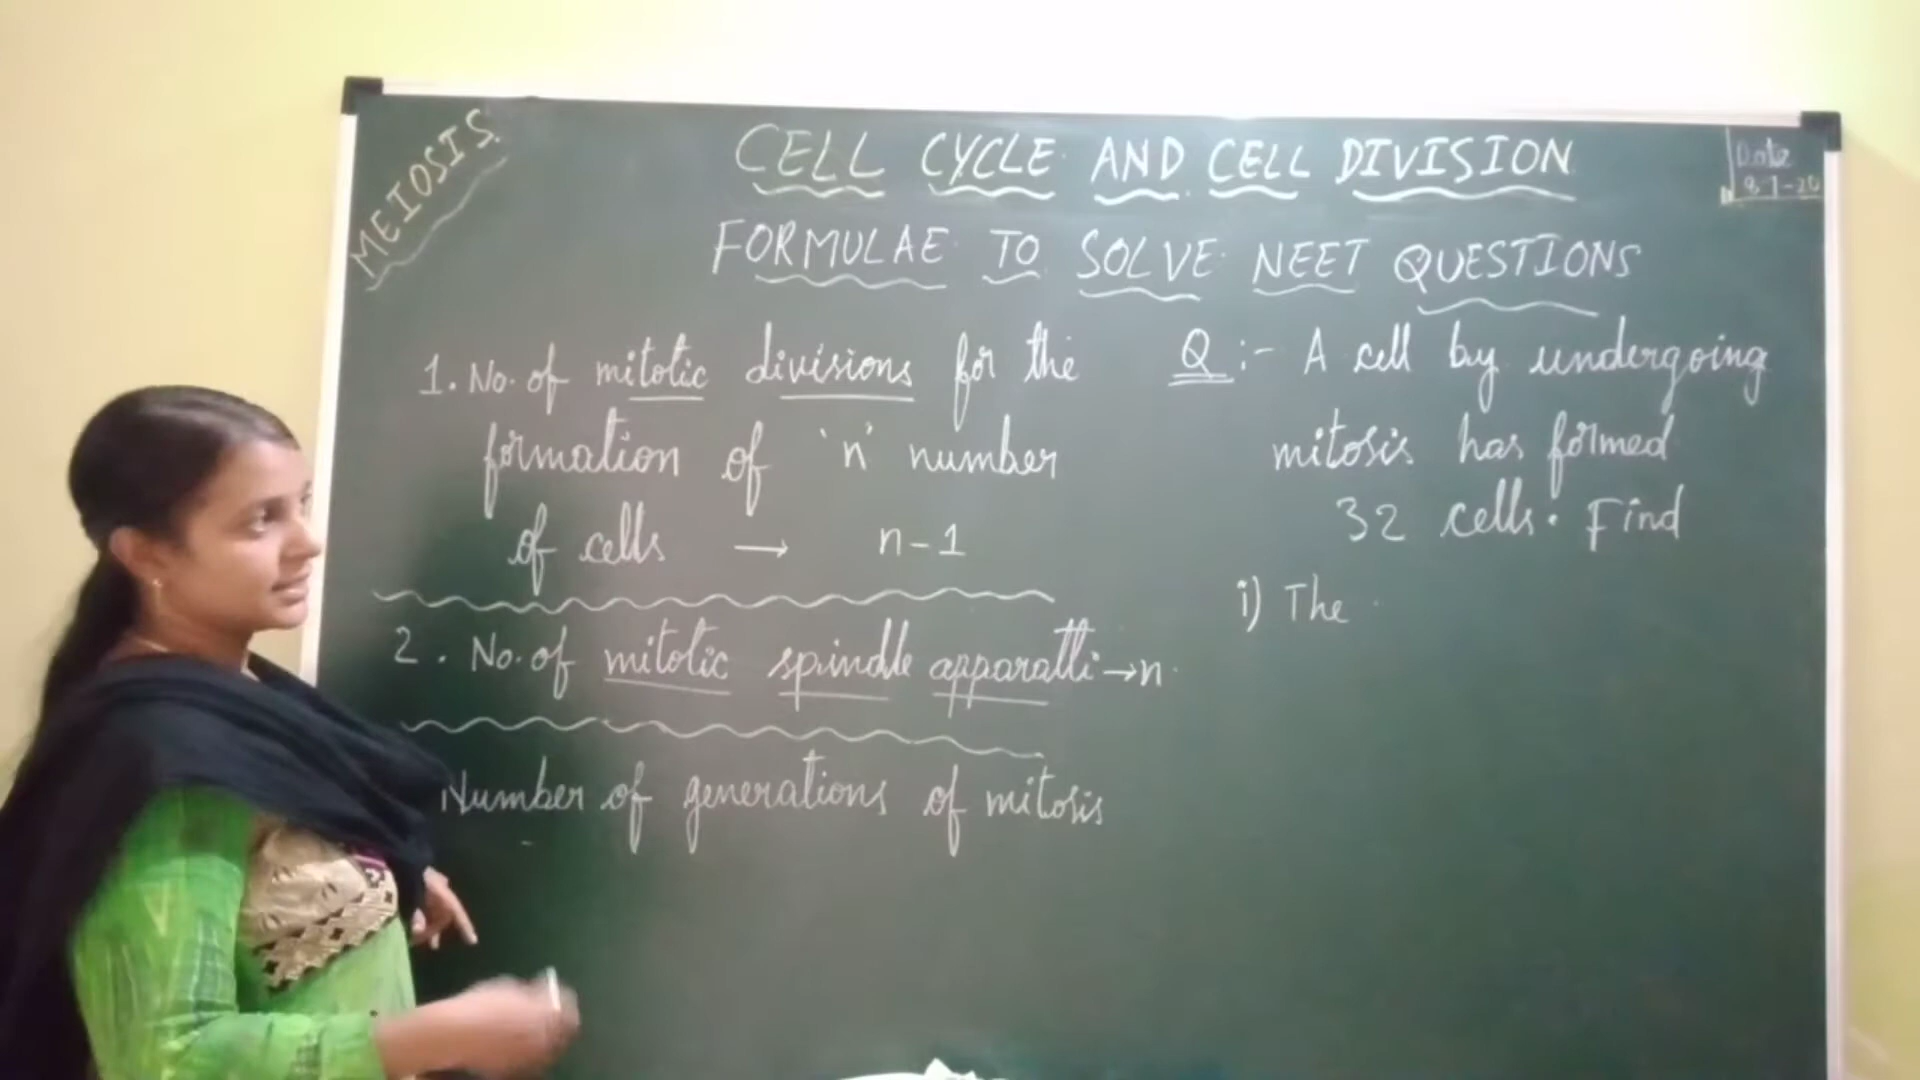 MEIOSIS
CELL CYCLE AND CELL DIVISION
Date
FORMULAE TO SOLVE NEET QUESTIONS
1. No. of mitotic divisions for the
formation of 'n' number
of cells → n-1
2. No. of mitotic spindle apparatti → n
Number of generations of mitosis
Q:- A cell by undergoing
mitosis has formed
32 cells. Find
i) The